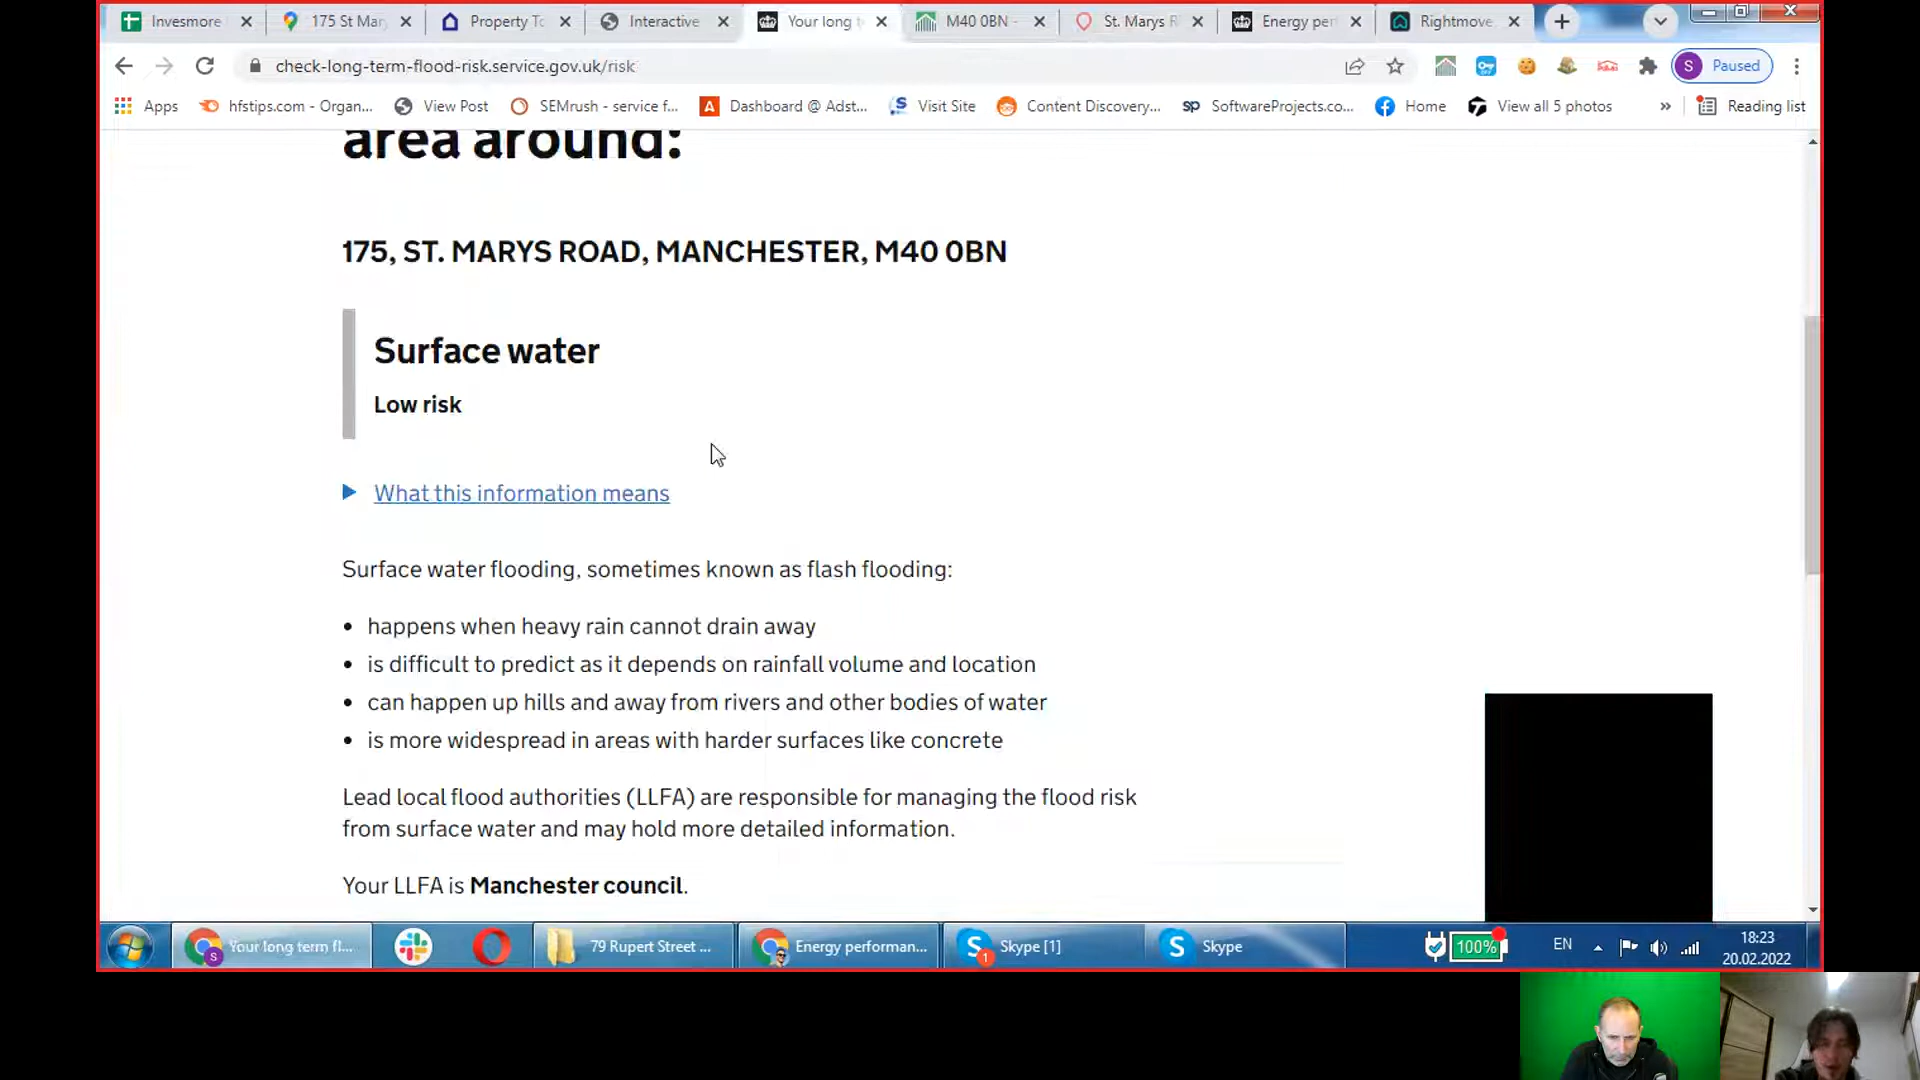 Invesmore
175 St Mar
Property To
Interactive
Your long t
M40 0BN -
St. Marys R
Energy per
Rightmove
check-long-term-flood-risk.service.gov.uk/risk
S
Paused
Apps
hfstips.com - Organ...
View Post
SEMrush - service f...
Dashboard @ Adst...
Visit Site
Content Discovery...
SoftwareProjects.co...
Home
View all 5 photos
»
Reading list
area around:
175, ST. MARYS ROAD, MANCHESTER, M40 0BN
Surface water
Low risk
What this information means
Surface water flooding, sometimes known as flash flooding:
• happens when heavy rain cannot drain away
• is difficult to predict as it depends on rainfall volume and location
• can happen up hills and away from rivers and other bodies of water
• is more widespread in areas with harder surfaces like concrete
Lead local flood authorities (LLFA) are responsible for managing the flood risk
from surface water and may hold more detailed information.
Your LLFA is Manchester council.
Your long term fl...
79 Rupert Street ...
Energy performan...
Skype [1]
Skype
100%
EN
18:23
20.02.2022